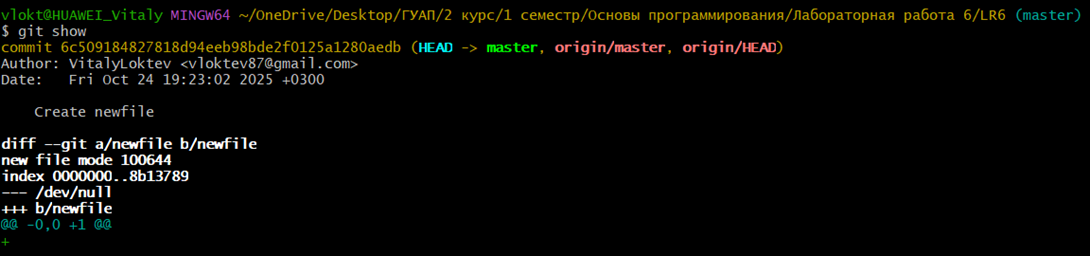 vlokt@HUAWEI_Vitaly MINGW64 ~/OneDrive/Desktop/ГУАП/2 курс/1 семестр/Основы программирования/Лабораторная работа 6/LR6 (master)
$ git show
commit 6c509184827818d94eeb98bde2f0125a1280aedb (HEAD -> master, origin/master, origin/HEAD)
Author: VitalyLoktev <vloktev87@gmail.com>
Date:   Fri Oct 24 19:23:02 2025 +0300
    Create newfile
diff --git a/newfile b/newfile
new file mode 100644
index 0000000..8b13789
--- /dev/null
+++ b/newfile
@@ -0,0 +1 @@
+